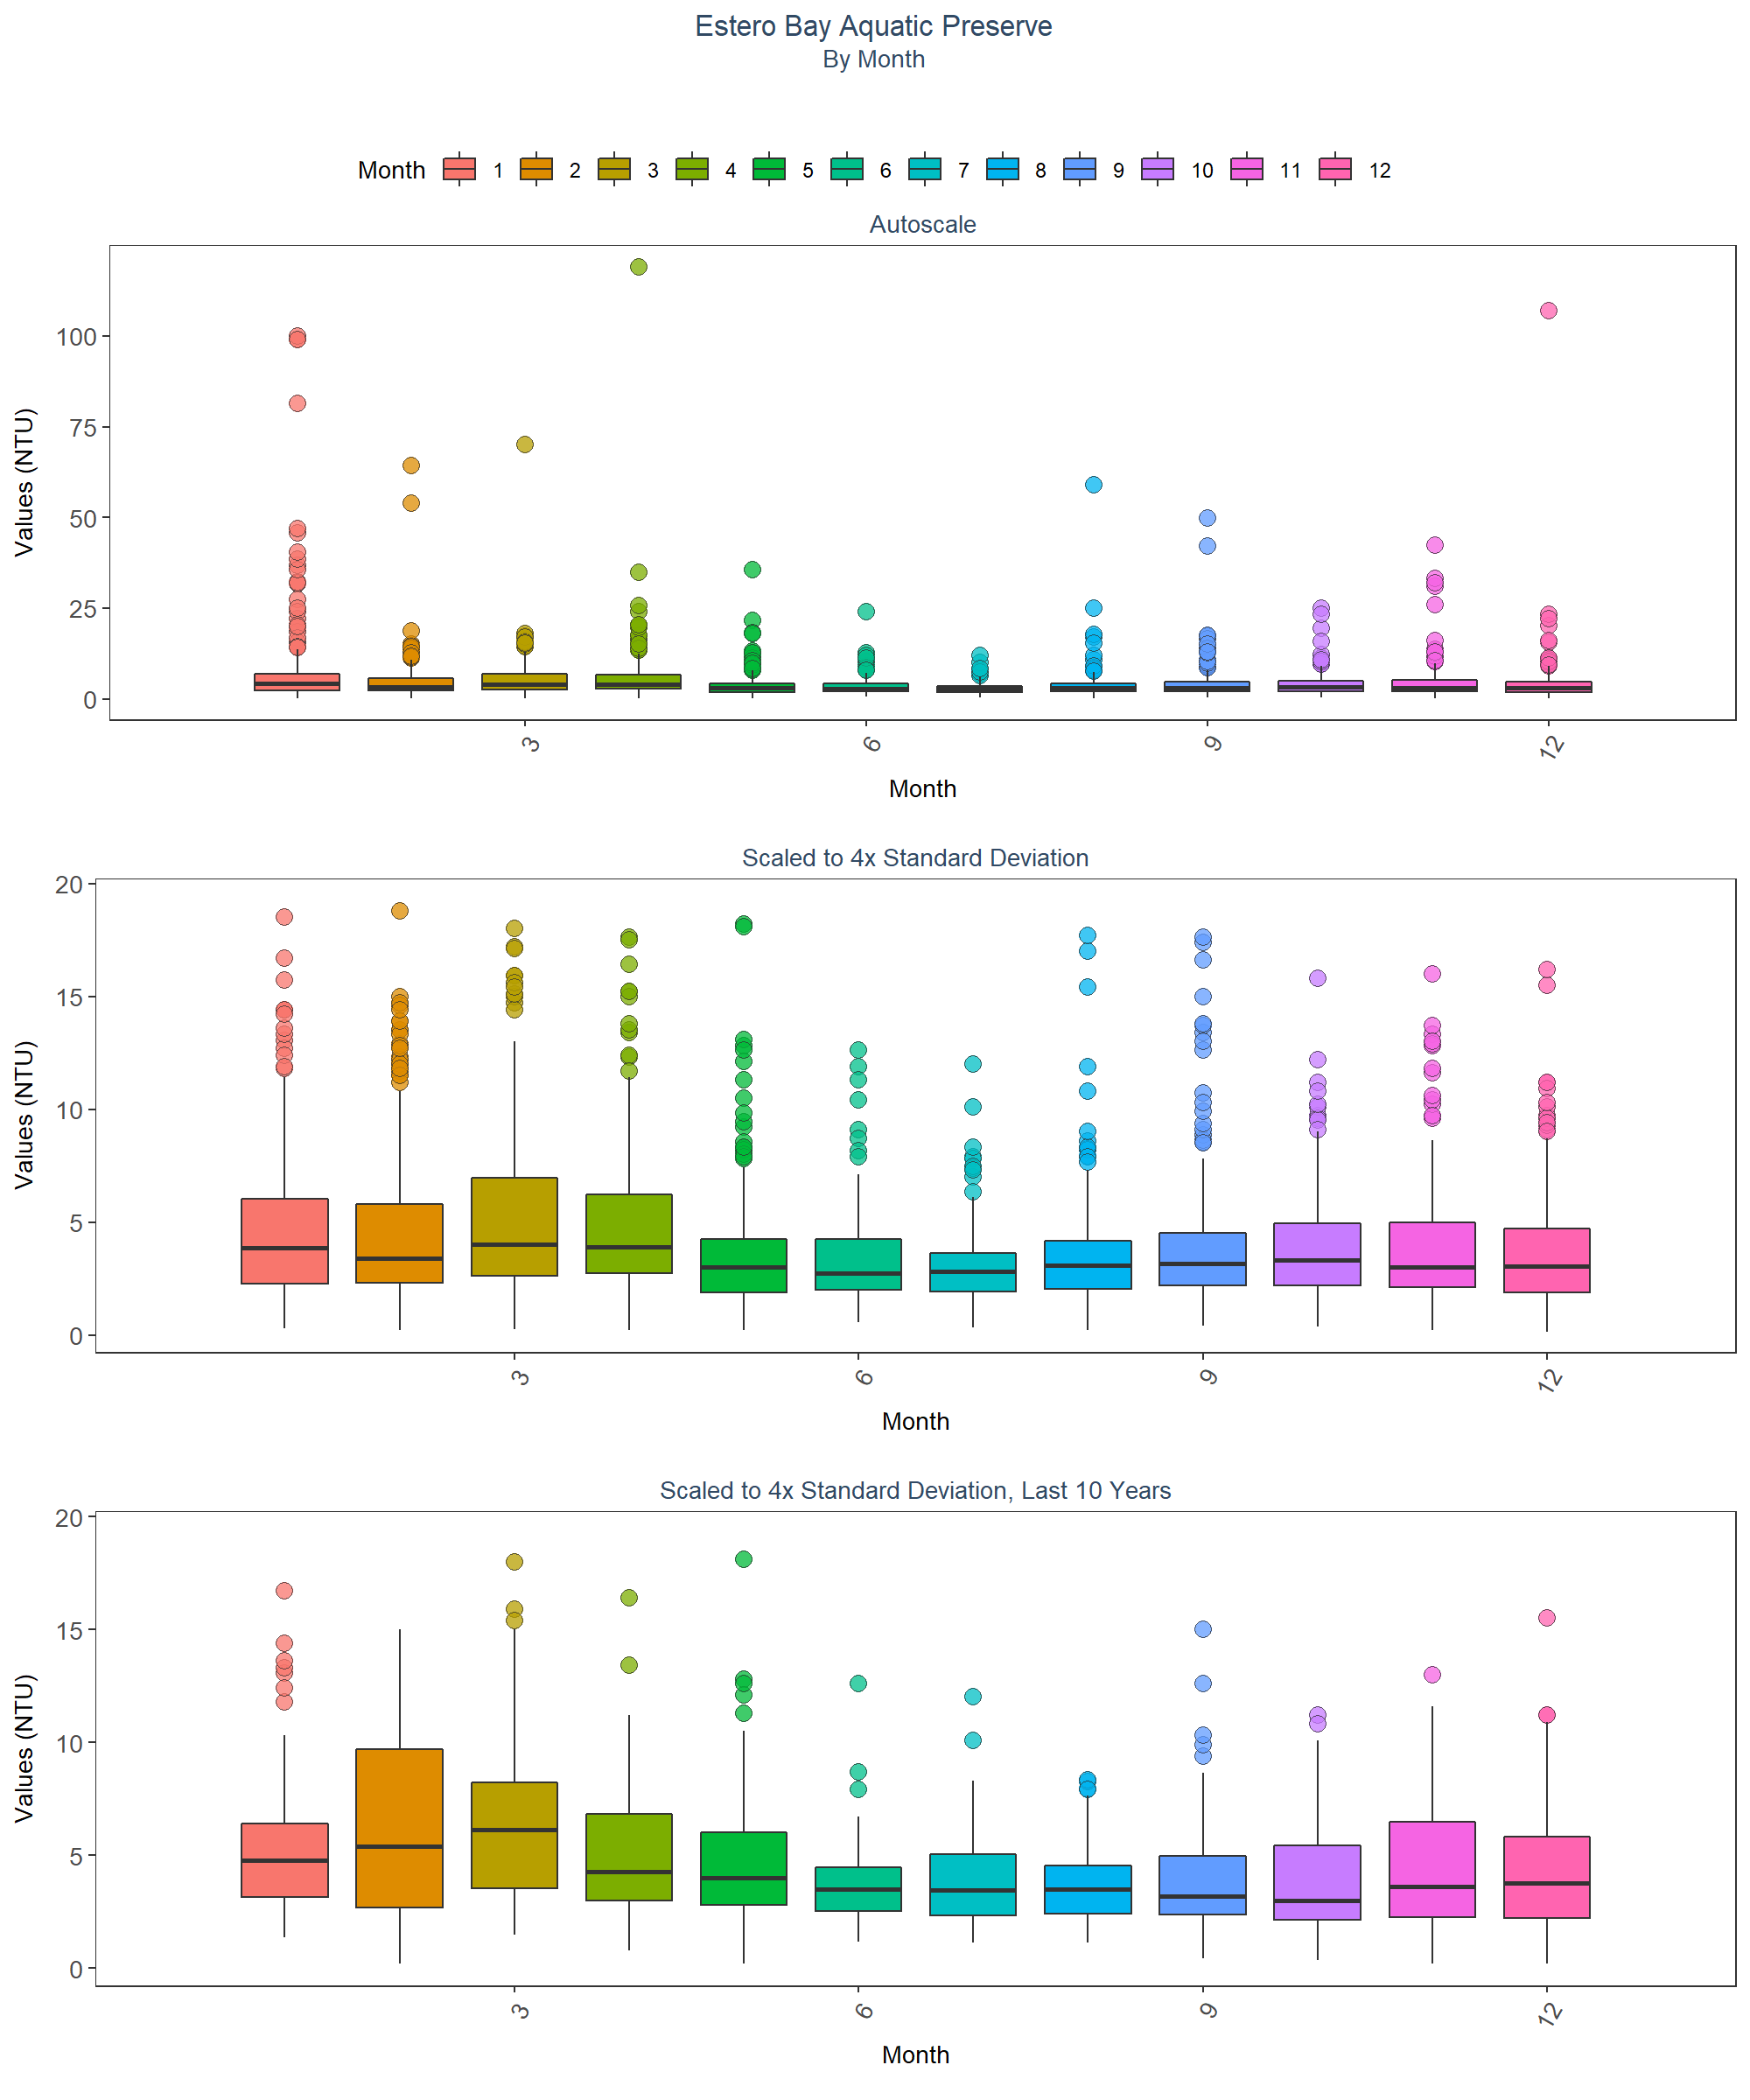 Estero Bay Aquatic Preserve
By Month
Month 1 2 3 4 5 6 7 8 9 10 11 12
Autoscale
100
75
50
25
0
Values (NTU)
3 6 9 12
Month
Scaled to 4x Standard Deviation
20
15
10
5
0
Values (NTU)
3 6 9 12
Month
Scaled to 4x Standard Deviation, Last 10 Years
20
15
10
5
0
Values (NTU)
3 6 9 12
Month